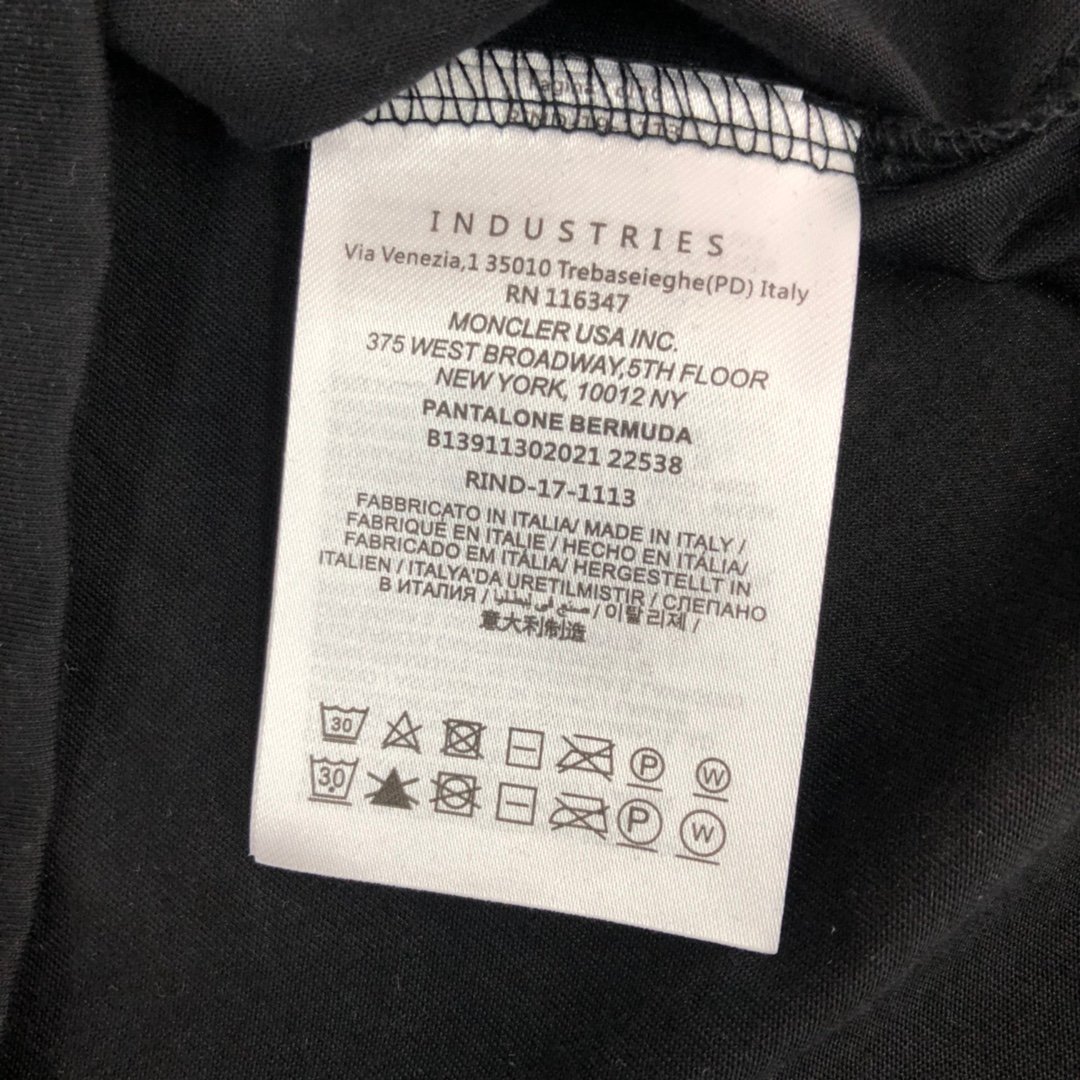 INDUSTRIES
Via Venezia,1 35010 Trebaseieghe(PD) Italy
RN 116347
MONCLER USA INC.
375 WEST BROADWAY,5TH FLOOR
NEW YORK, 10012 NY
PANTALONE BERMUDA
B13911302021 22538
RIND-17-1113
FABBRICATO IN ITALIA/ MADE IN ITALY /
FABRIQUE EN ITALIE / HECHO EN ITALIA/
FABRICADO EM ITALIA/ HERGESTELLT IN
ITALIEN / ITALYA'DA URETILMISTIR / СЛЕПАНО
В ИТАЛИЯ / صنع في إيطاليا / 이탈리제 /
意大利制造
30 P W
30 P W